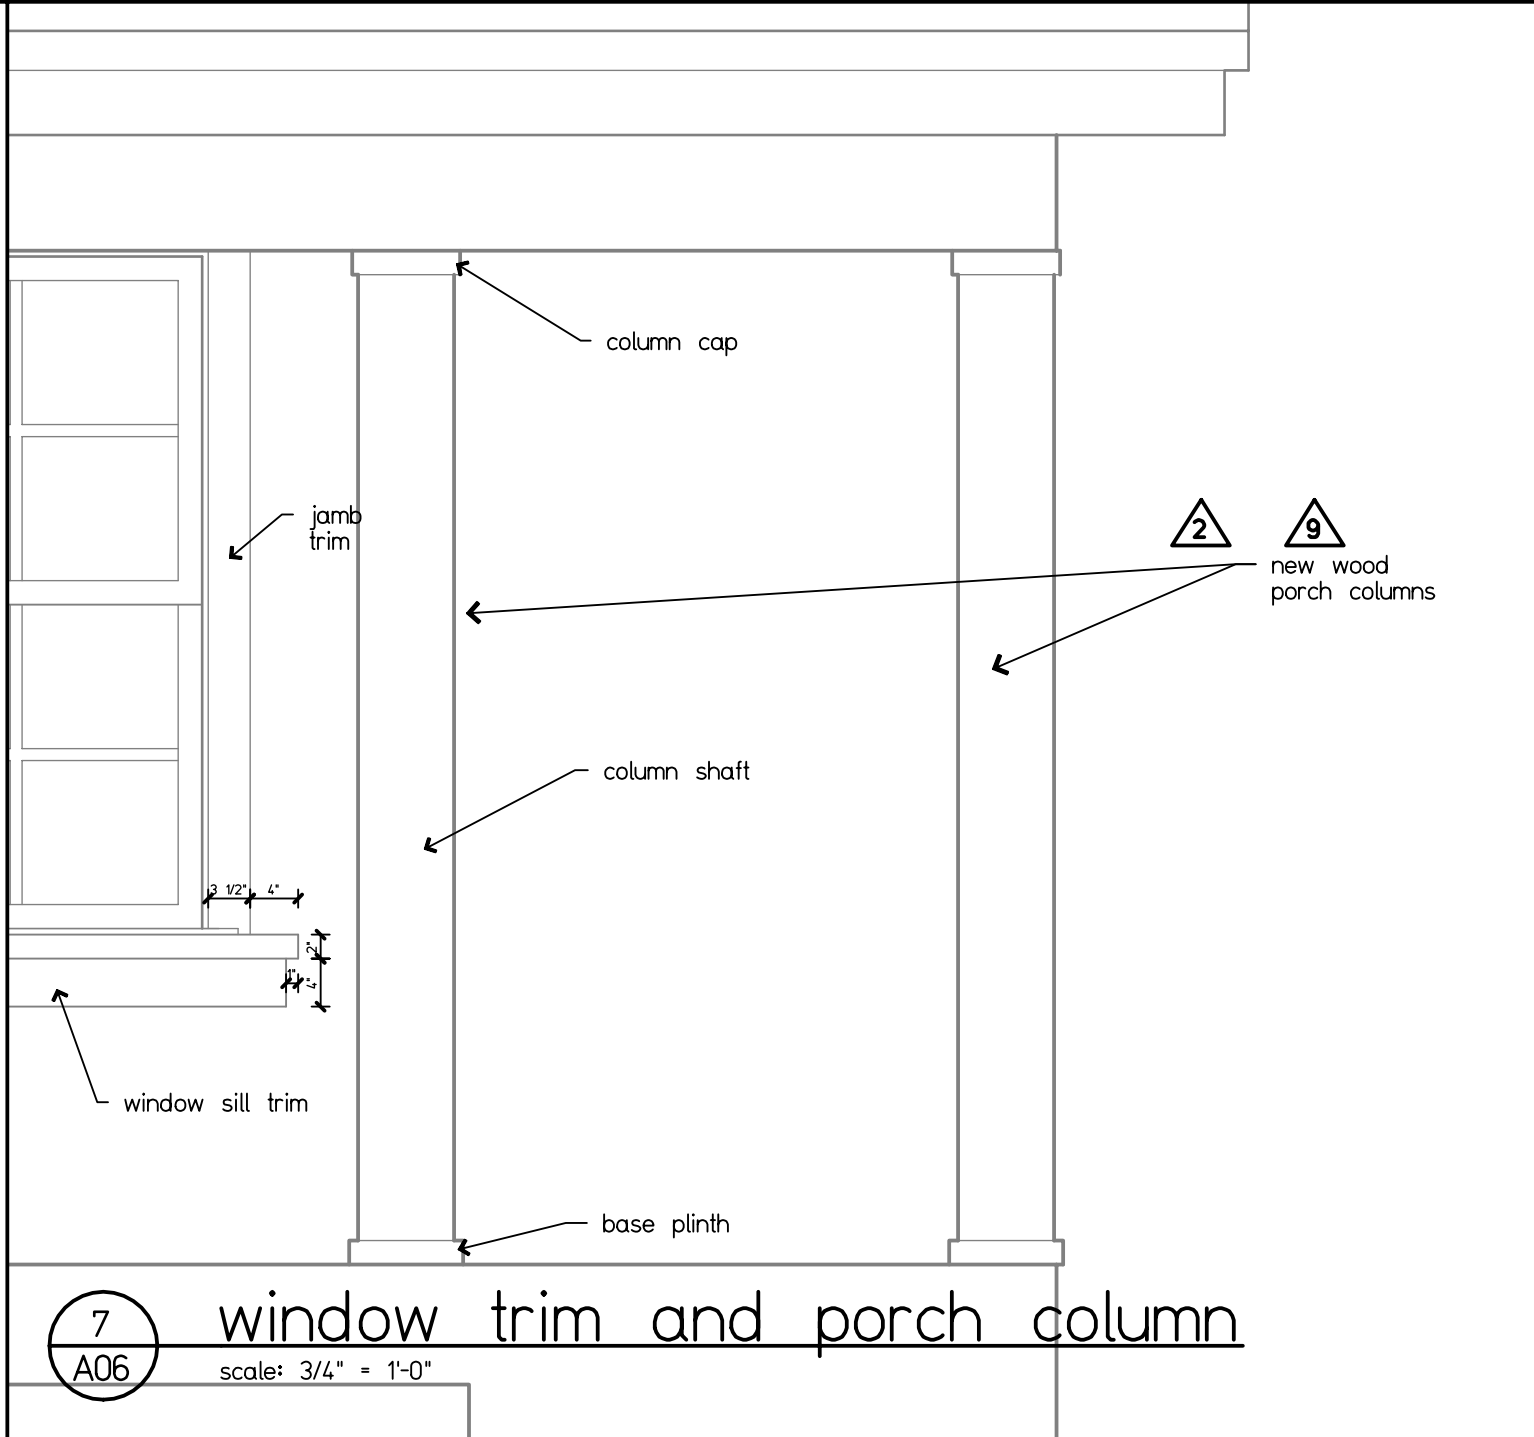 column cap
jamb
trim
2 9
new wood
porch columns
column shaft
3 1/2" 4"
2"
1"
4"
window sill trim
base plinth
7
A06
window trim and porch column
scale: 3/4" = 1'-0"